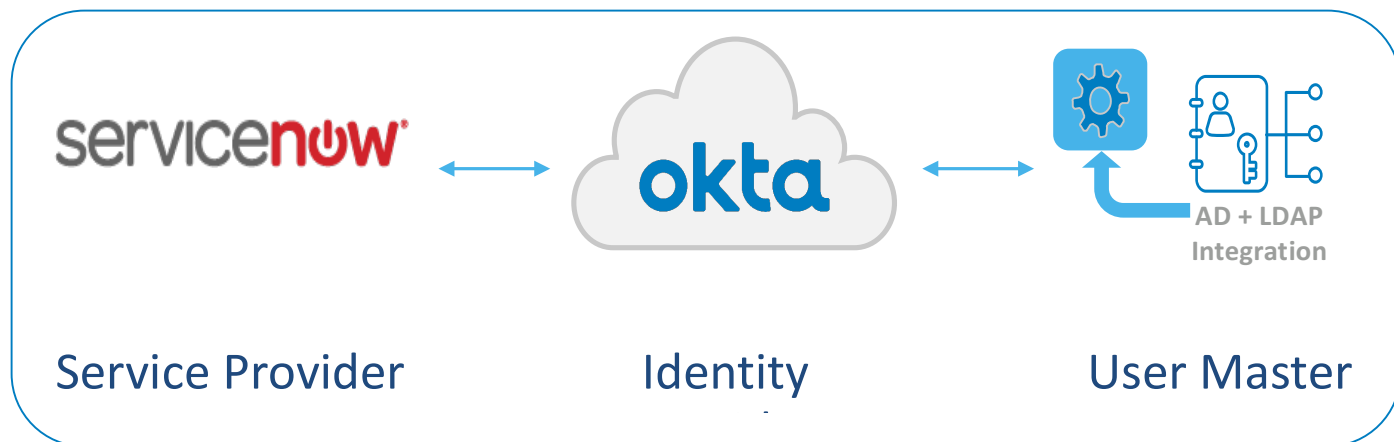 servicenow®
okta
AD + LDAP
Integration
Service Provider
Identity
User Master